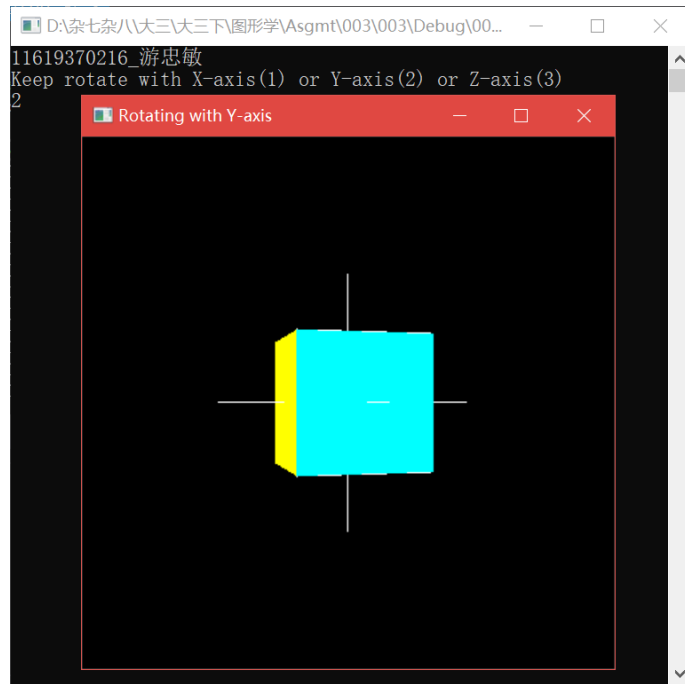 D:\杂七杂八\大三\大三下\图形学\Asgmt\003\003\Debug\00...
11619370216_游忠敏
Keep rotate with X-axis(1) or Y-axis(2) or Z-axis(3)
2
Rotating with Y-axis